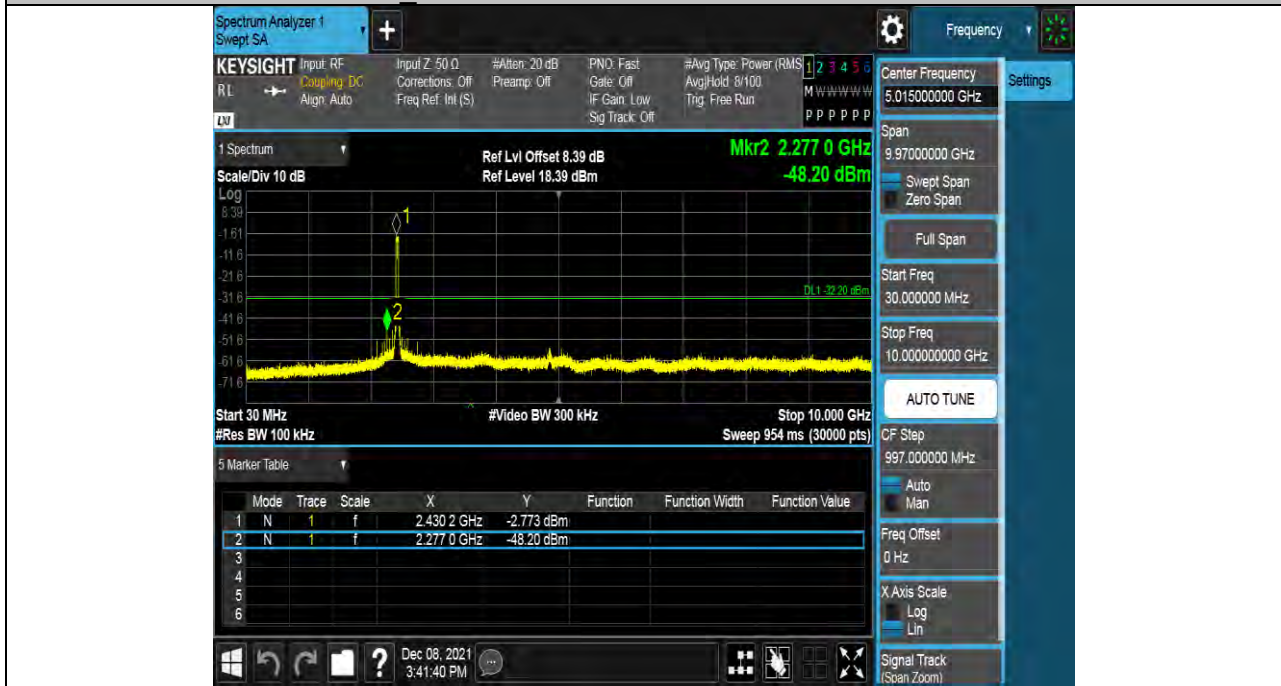 Spectrum Analyzer 1
Swept SA
+
Frequency
KEYSIGHT
RL
LXI
Input: RF
Coupling: DC
Align: Auto
Input Z: 50 Ω
Corrections: Off
Freq Ref: Int (S)
#Atten: 20 dB
Preamp: Off
PNO: Fast
Gate: Off
IF Gain: Low
Sig Track: Off
#Avg Type: Power (RMS
Avg|Hold: 8/100
Trig: Free Run
1 2 3 4 5 6
M W W W W W
P P P P P P
Center Frequency
5.015000000 GHz
Settings
Span
9.97000000 GHz
Swept Span
Zero Span
Full Span
Start Freq
30.000000 MHz
Stop Freq
10.000000000 GHz
AUTO TUNE
CF Step
997.000000 MHz
Auto
Man
Freq Offset
0 Hz
X Axis Scale
Log
Lin
Signal Track
(Span Zoom)
1 Spectrum
Scale/Div 10 dB
Ref Lvl Offset 8.39 dB
Ref Level 18.39 dBm
Mkr2 2.277 0 GHz
-48.20 dBm
Log
8.39
-1.61
-11.6
-21.6
-31.6
-41.6
-51.6
-61.6
-71.6
1
2
DL1 -32.20 dBm
Start 30 MHz
#Video BW 300 kHz
Stop 10.000 GHz
#Res BW 100 kHz
Sweep 954 ms (30000 pts)
5 Marker Table
Mode Trace Scale X Y Function Function Width Function Value
1 N 1 f 2.430 2 GHz -2.773 dBm
2 N 1 f 2.277 0 GHz -48.20 dBm
3
4
5
6
?
Dec 08, 2021
3:41:40 PM